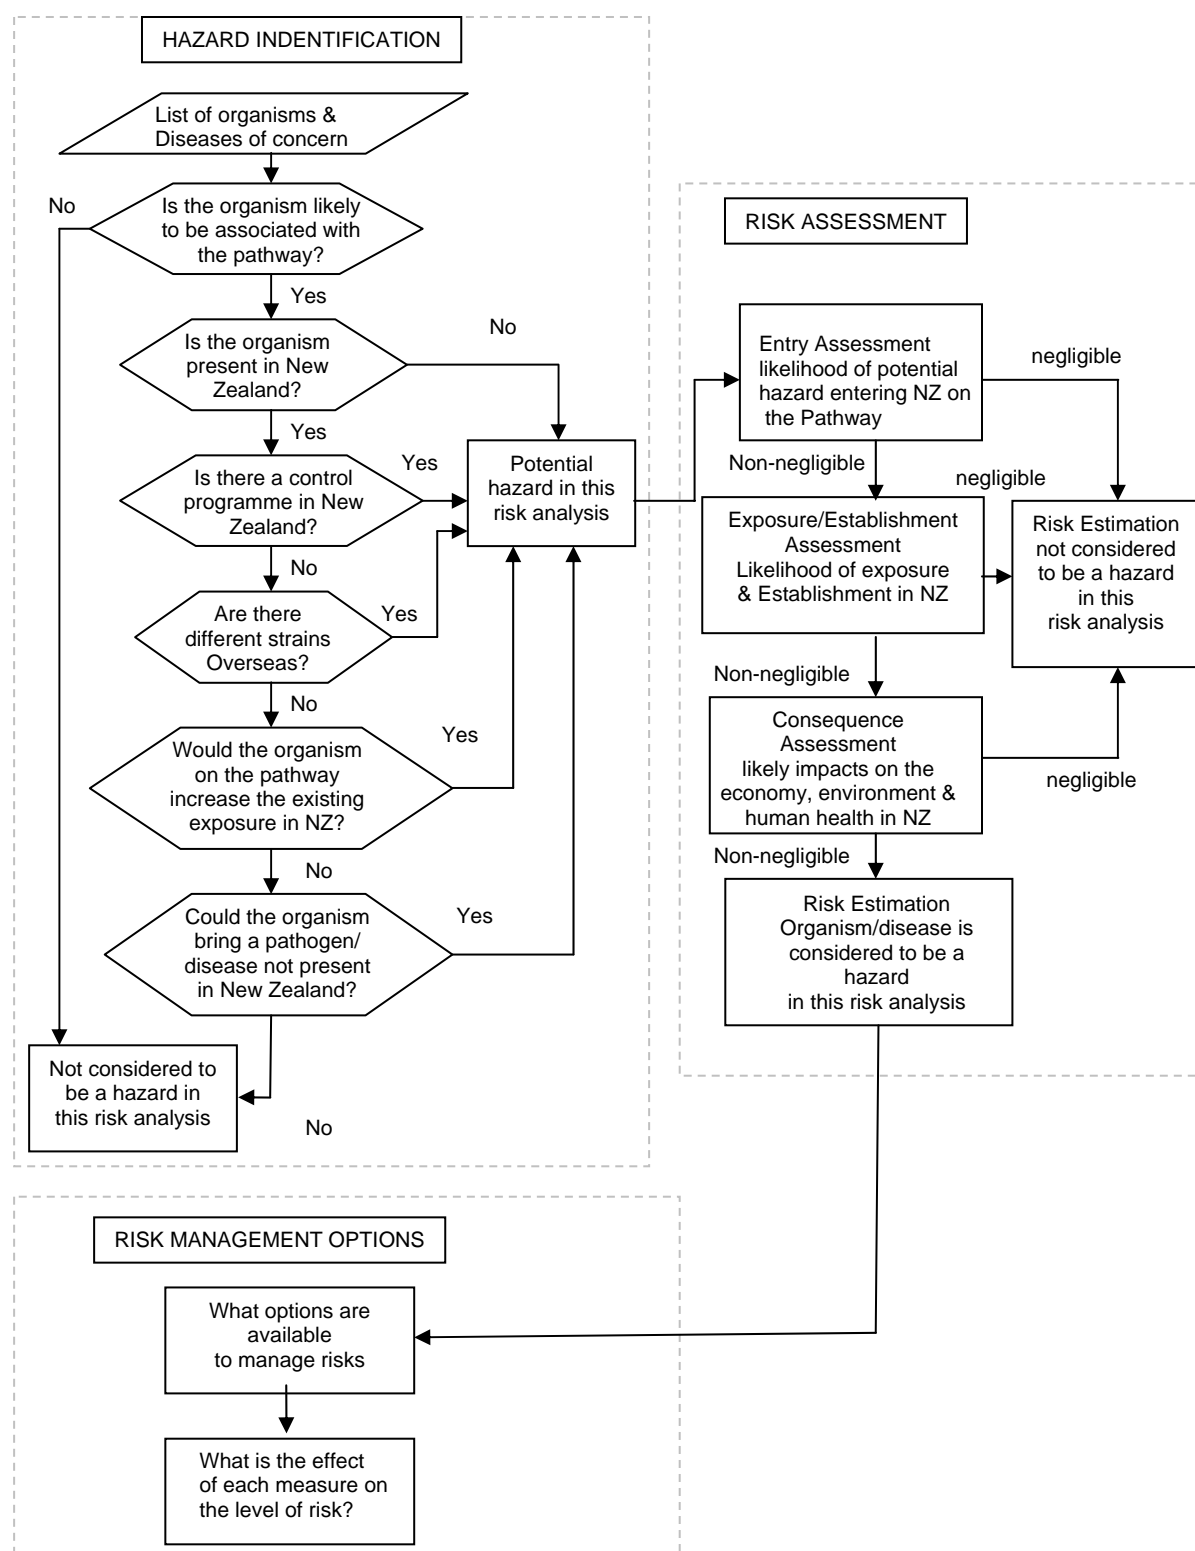 HAZARD INDENTIFICATION
List of organisms &
Diseases of concern
No
Is the organism likely
to be associated with
the pathway?
Yes
No
Is the organism
present in New
Zealand?
Yes
Is there a control
programme in New
Zealand?
Yes
Potential
hazard in this
risk analysis
No
Are there
different strains
Overseas?
Yes
No
Would the organism
on the pathway
increase the existing
exposure in NZ?
Yes
No
Could the organism
bring a pathogen/
disease not present
in New Zealand?
Yes
Not considered to
be a hazard in
this risk analysis
No
RISK ASSESSMENT
Entry Assessment
likelihood of potential
hazard entering NZ on
the Pathway
negligible
Non-negligible
negligible
Exposure/Establishment
Assessment
Likelihood of exposure
& Establishment in NZ
Risk Estimation
not considered
to be a hazard
in this
risk analysis
Non-negligible
Consequence
Assessment
likely impacts on the
economy, environment &
human health in NZ
negligible
Non-negligible
Risk Estimation
Organism/disease is
considered to be a
hazard
in this risk analysis
RISK MANAGEMENT OPTIONS
What options are
available
to manage risks
What is the effect
of each measure on
the level of risk?